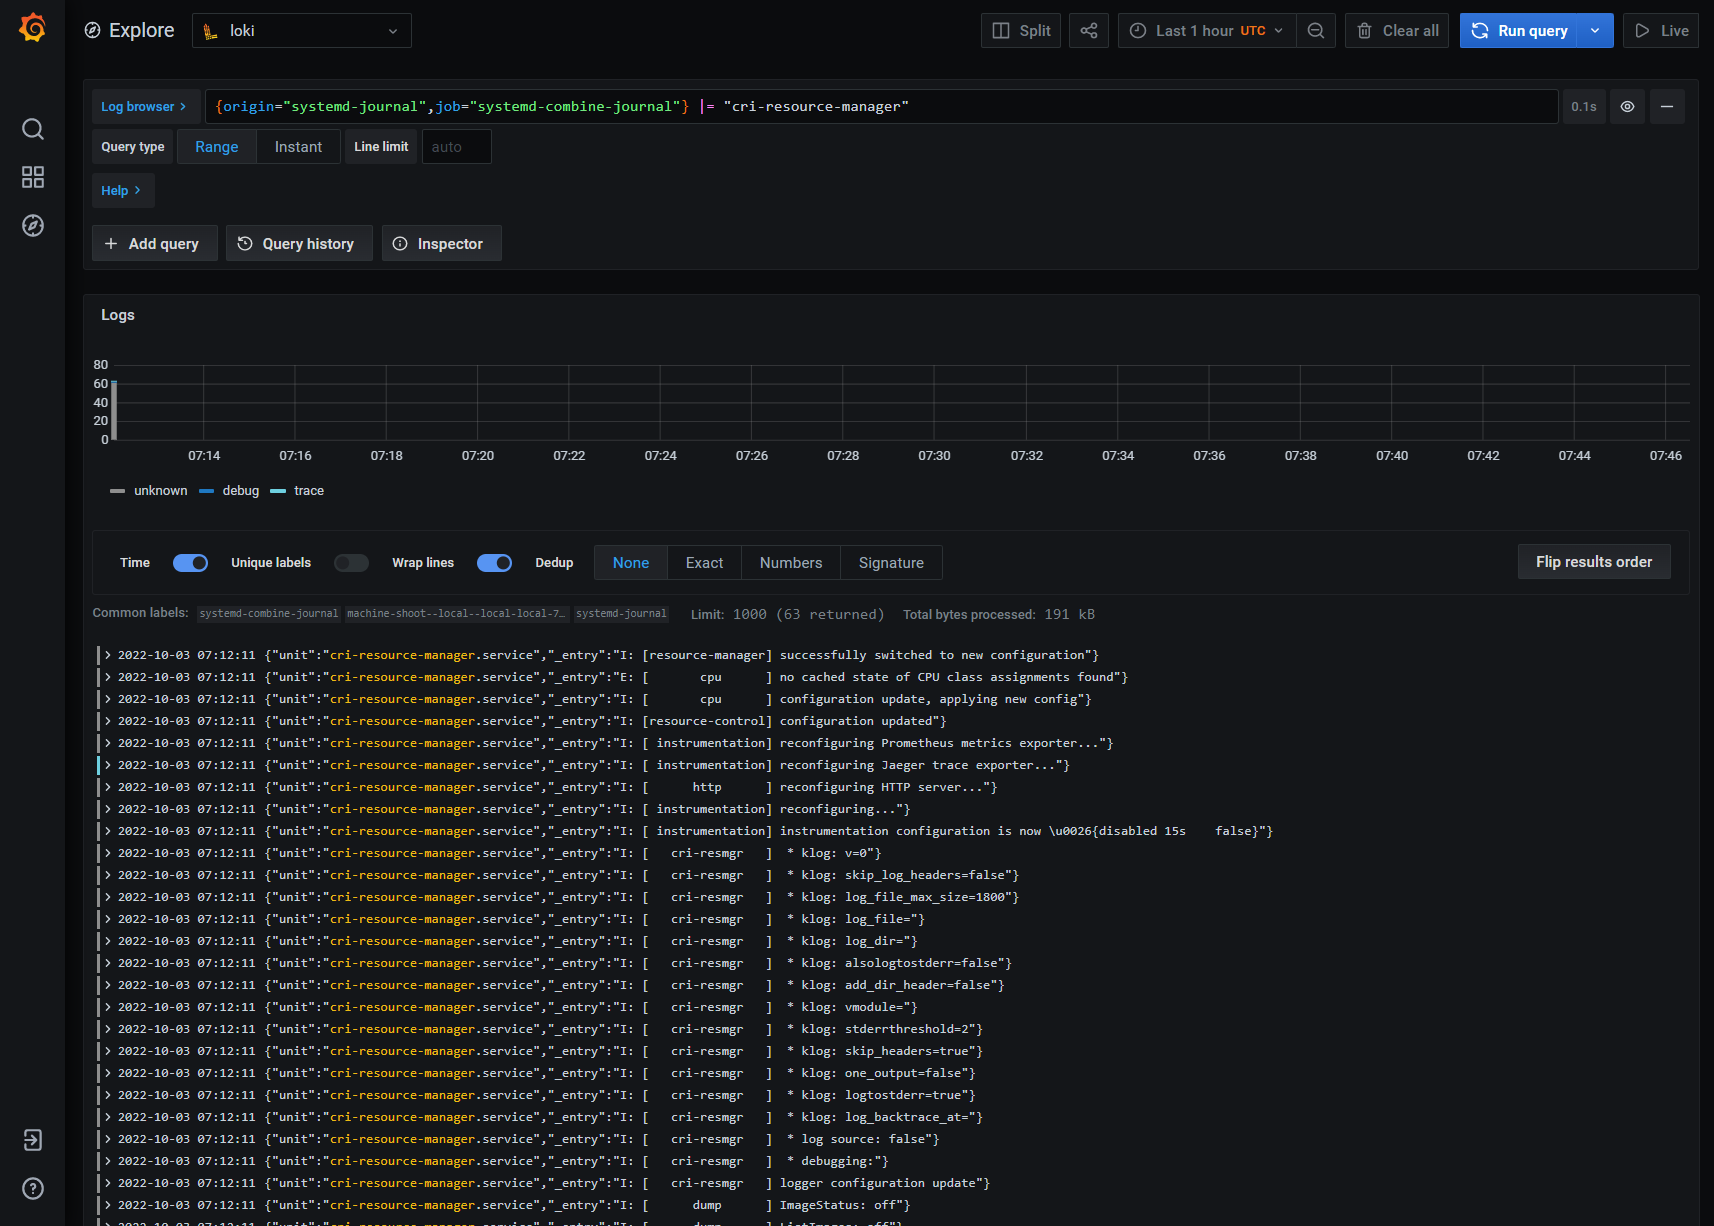 Explore
loki
Split
Last 1 hour UTC
Clear all
Run query
Live
Log browser >
{origin="systemd-journal",job="systemd-combine-journal"} |= "cri-resource-manager"
0.1s
Query type
Range
Instant
Line limit
auto
Help >
+ Add query
Query history
Inspector
Logs
80
60
40
20
0
07:14 07:16 07:18 07:20 07:22 07:24 07:26 07:28 07:30 07:32 07:34 07:36 07:38 07:40 07:42 07:44 07:46
unknown debug trace
Time Unique labels Wrap lines Dedup None Exact Numbers Signature Flip results order
Common labels: systemd-combine-journal machine-shoot--local--local-local-7… systemd-journal Limit: 1000 (63 returned) Total bytes processed: 191 kB
> 2022-10-03 07:12:11 {"unit":"cri-resource-manager.service","_entry":"I: [resource-manager] successfully switched to new configuration"}
> 2022-10-03 07:12:11 {"unit":"cri-resource-manager.service","_entry":"E: [       cpu      ] no cached state of CPU class assignments found"}
> 2022-10-03 07:12:11 {"unit":"cri-resource-manager.service","_entry":"I: [       cpu      ] configuration update, applying new config"}
> 2022-10-03 07:12:11 {"unit":"cri-resource-manager.service","_entry":"I: [resource-control] configuration updated"}
> 2022-10-03 07:12:11 {"unit":"cri-resource-manager.service","_entry":"I: [ instrumentation] reconfiguring Prometheus metrics exporter..."}
> 2022-10-03 07:12:11 {"unit":"cri-resource-manager.service","_entry":"I: [ instrumentation] reconfiguring Jaeger trace exporter..."}
> 2022-10-03 07:12:11 {"unit":"cri-resource-manager.service","_entry":"I: [      http      ] reconfiguring HTTP server..."}
> 2022-10-03 07:12:11 {"unit":"cri-resource-manager.service","_entry":"I: [ instrumentation] reconfiguring..."}
> 2022-10-03 07:12:11 {"unit":"cri-resource-manager.service","_entry":"I: [ instrumentation] instrumentation configuration is now \u0026{disabled 15s    false}"}
> 2022-10-03 07:12:11 {"unit":"cri-resource-manager.service","_entry":"I: [   cri-resmgr   ]  * klog: v=0"}
> 2022-10-03 07:12:11 {"unit":"cri-resource-manager.service","_entry":"I: [   cri-resmgr   ]  * klog: skip_log_headers=false"}
> 2022-10-03 07:12:11 {"unit":"cri-resource-manager.service","_entry":"I: [   cri-resmgr   ]  * klog: log_file_max_size=1800"}
> 2022-10-03 07:12:11 {"unit":"cri-resource-manager.service","_entry":"I: [   cri-resmgr   ]  * klog: log_file="}
> 2022-10-03 07:12:11 {"unit":"cri-resource-manager.service","_entry":"I: [   cri-resmgr   ]  * klog: log_dir="}
> 2022-10-03 07:12:11 {"unit":"cri-resource-manager.service","_entry":"I: [   cri-resmgr   ]  * klog: alsologtostderr=false"}
> 2022-10-03 07:12:11 {"unit":"cri-resource-manager.service","_entry":"I: [   cri-resmgr   ]  * klog: add_dir_header=false"}
> 2022-10-03 07:12:11 {"unit":"cri-resource-manager.service","_entry":"I: [   cri-resmgr   ]  * klog: vmodule="}
> 2022-10-03 07:12:11 {"unit":"cri-resource-manager.service","_entry":"I: [   cri-resmgr   ]  * klog: stderrthreshold=2"}
> 2022-10-03 07:12:11 {"unit":"cri-resource-manager.service","_entry":"I: [   cri-resmgr   ]  * klog: skip_headers=true"}
> 2022-10-03 07:12:11 {"unit":"cri-resource-manager.service","_entry":"I: [   cri-resmgr   ]  * klog: one_output=false"}
> 2022-10-03 07:12:11 {"unit":"cri-resource-manager.service","_entry":"I: [   cri-resmgr   ]  * klog: logtostderr=true"}
> 2022-10-03 07:12:11 {"unit":"cri-resource-manager.service","_entry":"I: [   cri-resmgr   ]  * klog: log_backtrace_at="}
> 2022-10-03 07:12:11 {"unit":"cri-resource-manager.service","_entry":"I: [   cri-resmgr   ]  * log source: false"}
> 2022-10-03 07:12:11 {"unit":"cri-resource-manager.service","_entry":"I: [   cri-resmgr   ]  * debugging:"}
> 2022-10-03 07:12:11 {"unit":"cri-resource-manager.service","_entry":"I: [   cri-resmgr   ] logger configuration update"}
> 2022-10-03 07:12:11 {"unit":"cri-resource-manager.service","_entry":"I: [      dump      ] ImageStatus: off"}